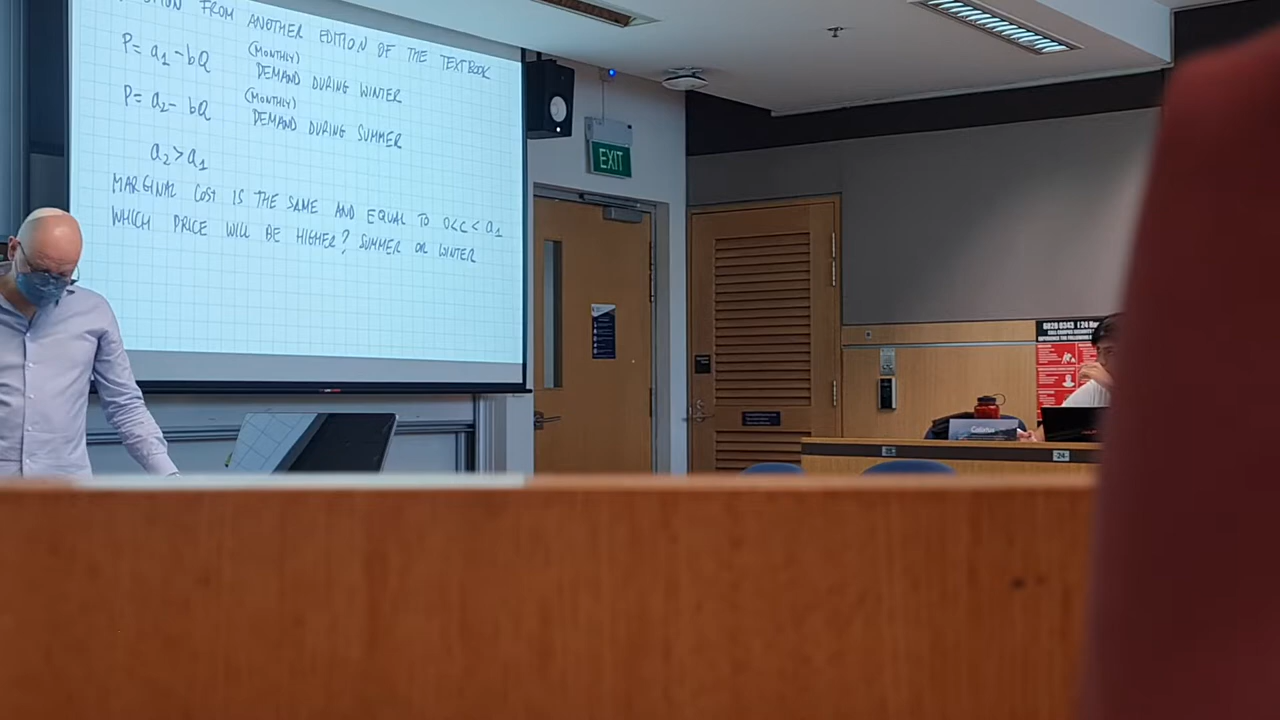 FROM ANOTHER EDITION OF THE TEXTBOOK
P = a1 - bQ (MONTHLY) DEMAND DURING WINTER
P = a2 - bQ (MONTHLY) DEMAND DURING SUMMER
a2 > a1
MARGINAL COST IS THE SAME AND EQUAL TO 0<c<a1
WHICH PRICE WILL BE HIGHER? SUMMER OR WINTER
EXIT
24